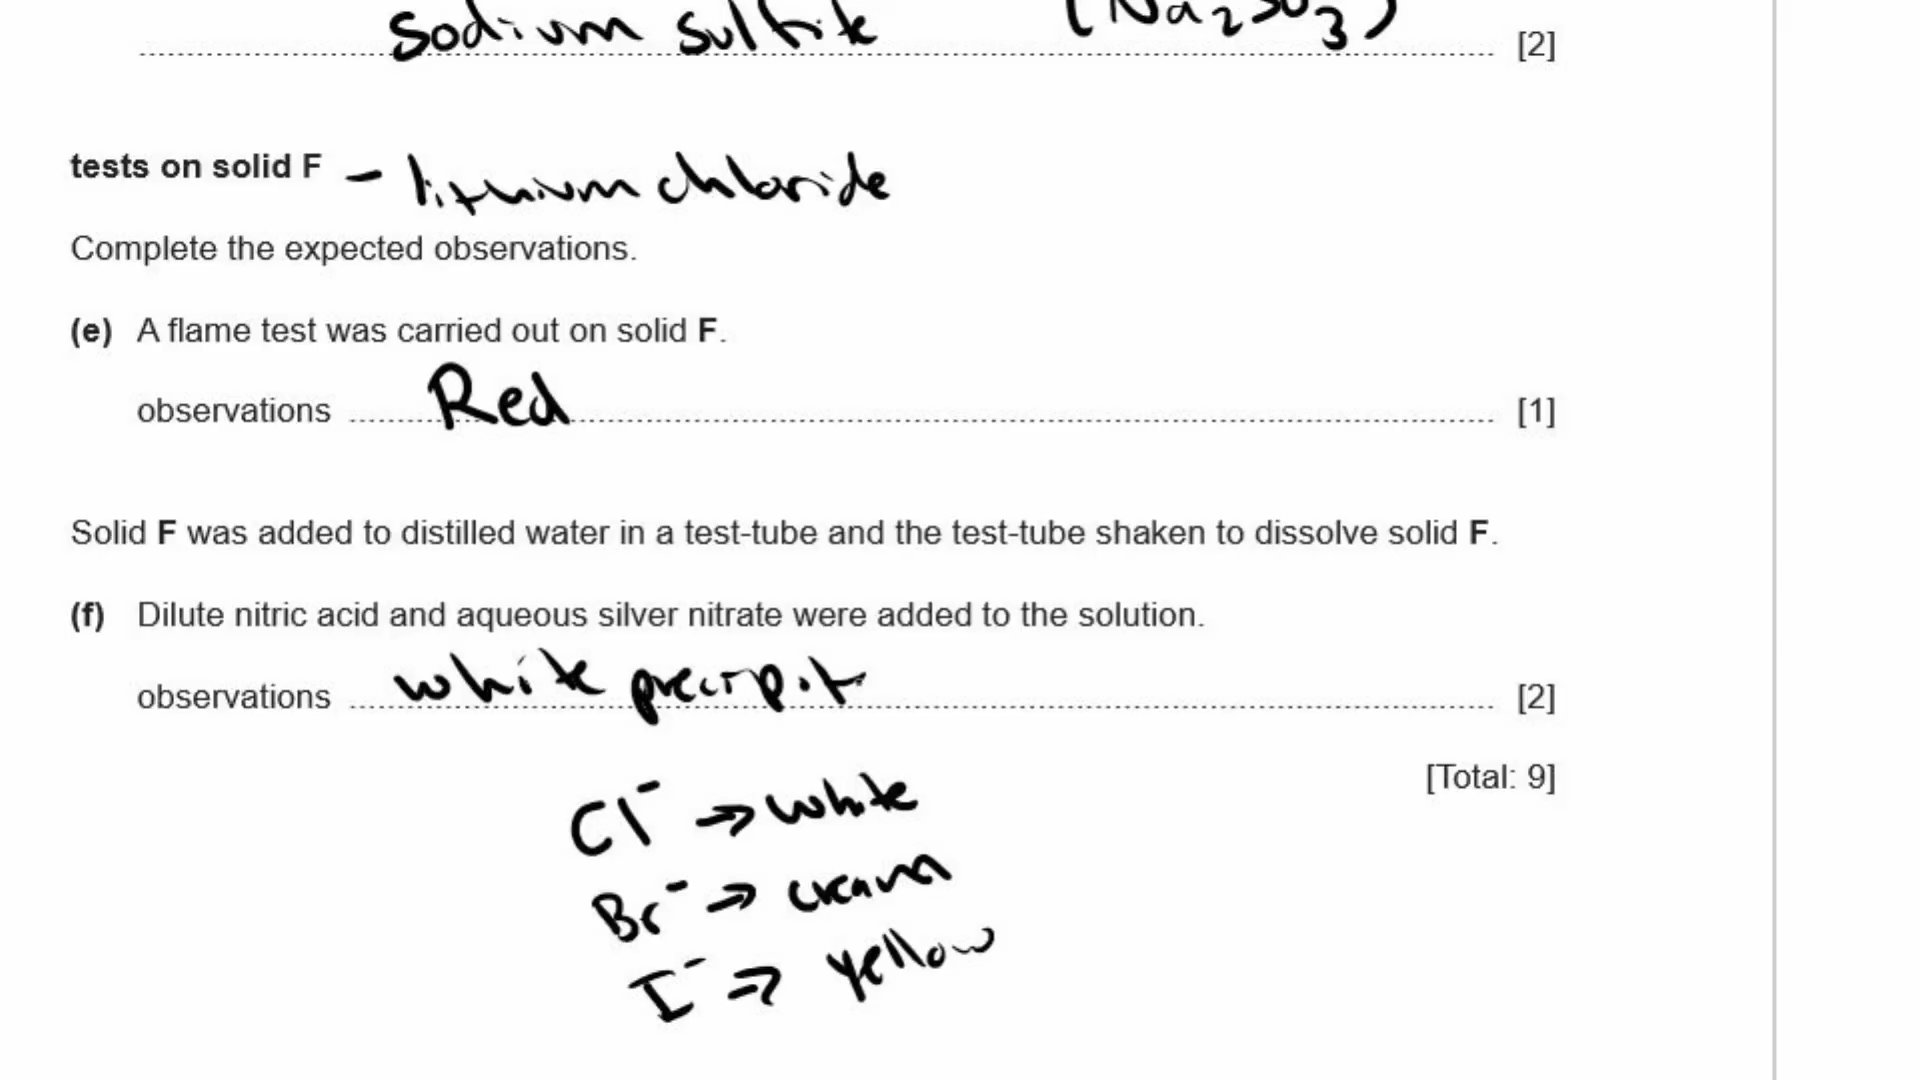 sodium sulfite (Na2SO3)
[2]
tests on solid F - lithium chloride
Complete the expected observations.
(e) A flame test was carried out on solid F.
observations Red [1]
Solid F was added to distilled water in a test-tube and the test-tube shaken to dissolve solid F.
(f) Dilute nitric acid and aqueous silver nitrate were added to the solution.
observations white precipit [2]
[Total: 9]
Cl- → white
Br- → cream
I- → yellow